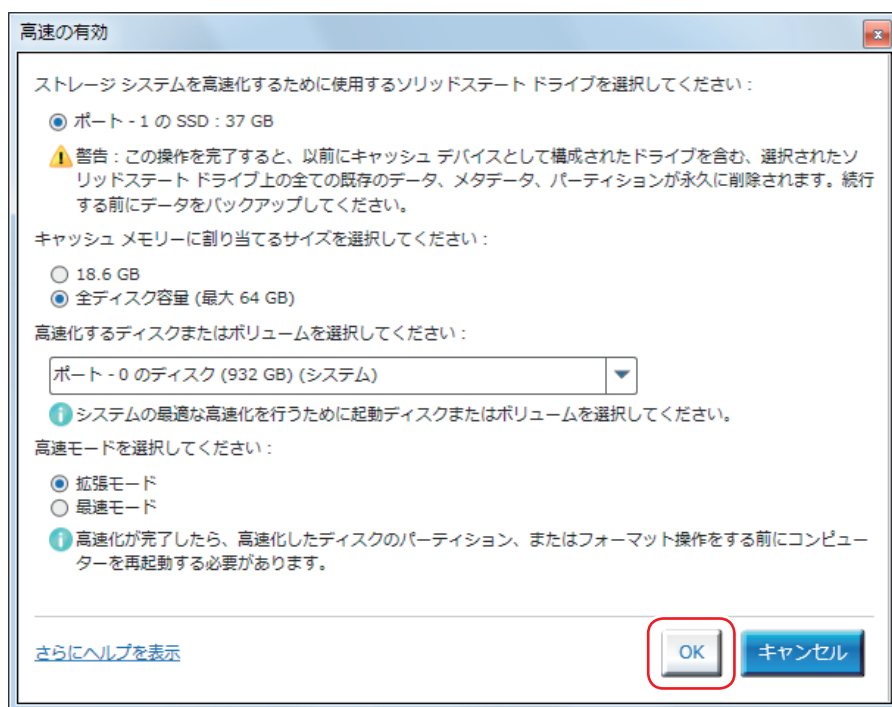 高速の有効
ストレージ システムを高速化するために使用するソリッドステート ドライブを選択してください :
ポート - 1 の SSD : 37 GB
警告 : この操作を完了すると、以前にキャッシュ デバイスとして構成されたドライブを含む、選択されたソ
リッドステート ドライブ上の全ての既存のデータ、メタデータ、パーティションが永久に削除されます。続行
する前にデータをバックアップしてください。
キャッシュ メモリーに割り当てるサイズを選択してください :
18.6 GB
全ディスク容量 (最大 64 GB)
高速化するディスクまたはボリュームを選択してください :
ポート - 0 のディスク (932 GB) (システム)
システムの最適な高速化を行うために起動ディスクまたはボリュームを選択してください。
高速モードを選択してください :
拡張モード
最速モード
高速化が完了したら、高速化したディスクのパーティション、またはフォーマット操作をする前にコンピュー
ターを再起動する必要があります。
さらにヘルプを表示
OK
キャンセル